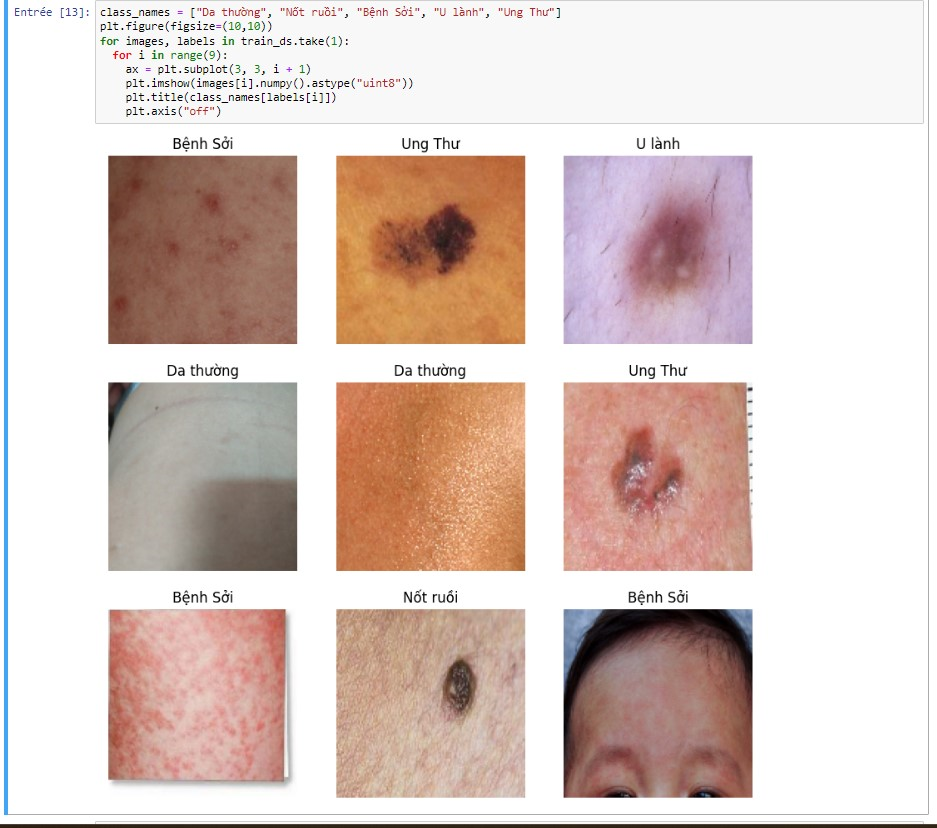 Entrée [13]: class_names = ["Da thường", "Nốt ruồi", "Bệnh Sởi", "U lành", "Ung Thư"]
plt.figure(figsize=(10,10))
for images, labels in train_ds.take(1):
  for i in range(9):
    ax = plt.subplot(3, 3, i + 1)
    plt.imshow(images[i].numpy().astype("uint8"))
    plt.title(class_names[labels[i]])
    plt.axis("off")
Bệnh Sởi Ung Thư U lành
Da thường Da thường Ung Thư
Bệnh Sởi Nốt ruồi Bệnh Sởi